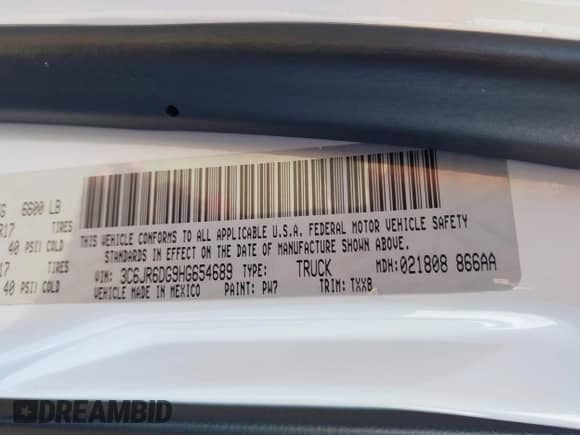 G 6600 LB
R17 TIRES
40 PSI COLD
17 TIRES
40 PSI COLD
THIS VEHICLE CONFORMS TO ALL APPLICABLE U.S.A. FEDERAL MOTOR VEHICLE SAFETY
STANDARDS IN EFFECT ON THE DATE OF MANUFACTURE SHOWN ABOVE.
VIN: 3C6JR6DG9HG654689 TYPE: TRUCK MDH: 021808 866AA
VEHICLE MADE IN MEXICO PAINT: PW7 TRIM: TXX8
DREAMBID